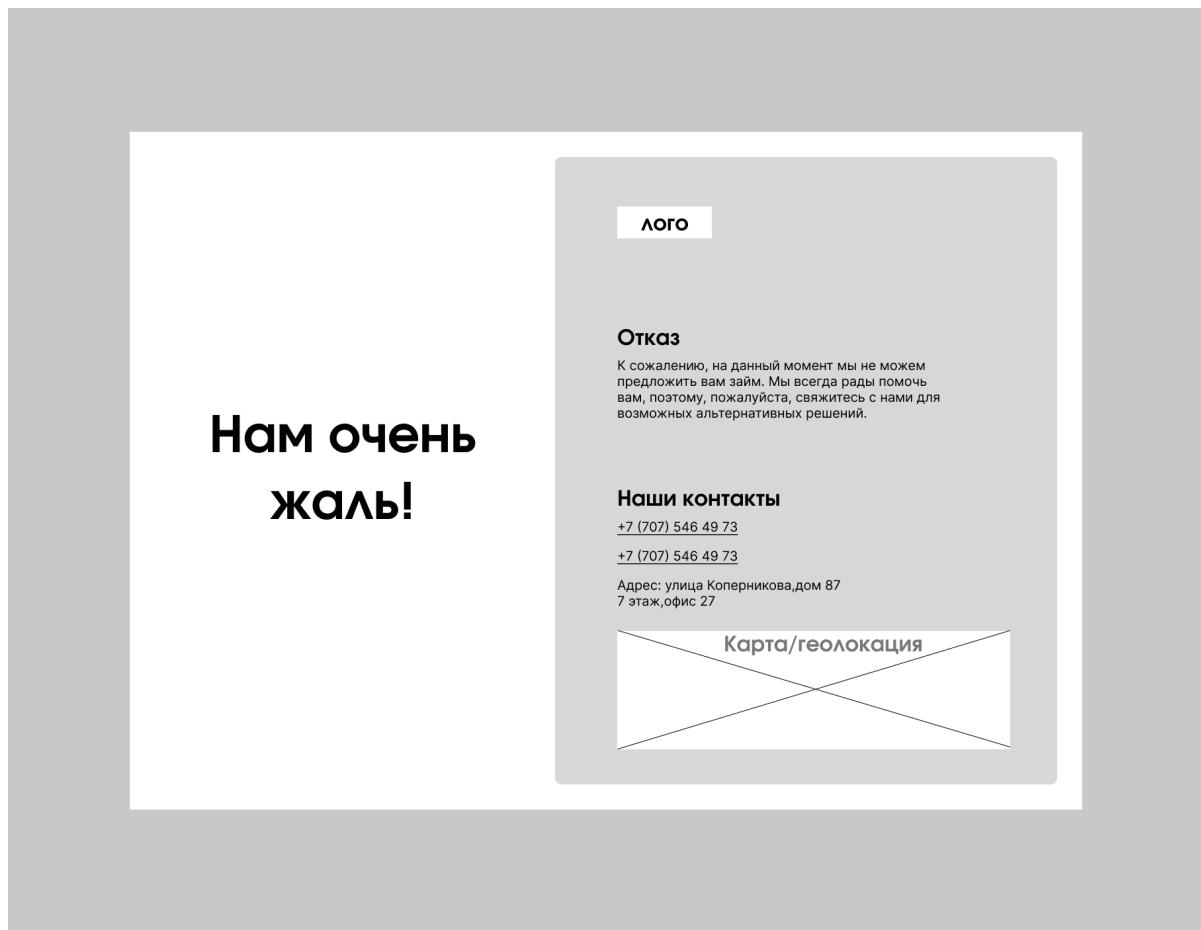 Нам очень
жаль!
лого
Отказ
К сожалению, на данный момент мы не можем
предложить вам займ. Мы всегда рады помочь
вам, поэтому, пожалуйста, свяжитесь с нами для
возможных альтернативных решений.
Наши контакты
+7 (707) 546 49 73
+7 (707) 546 49 73
Адрес: улица Коперникова,дом 87
7 этаж,офис 27
Карта/геолокация